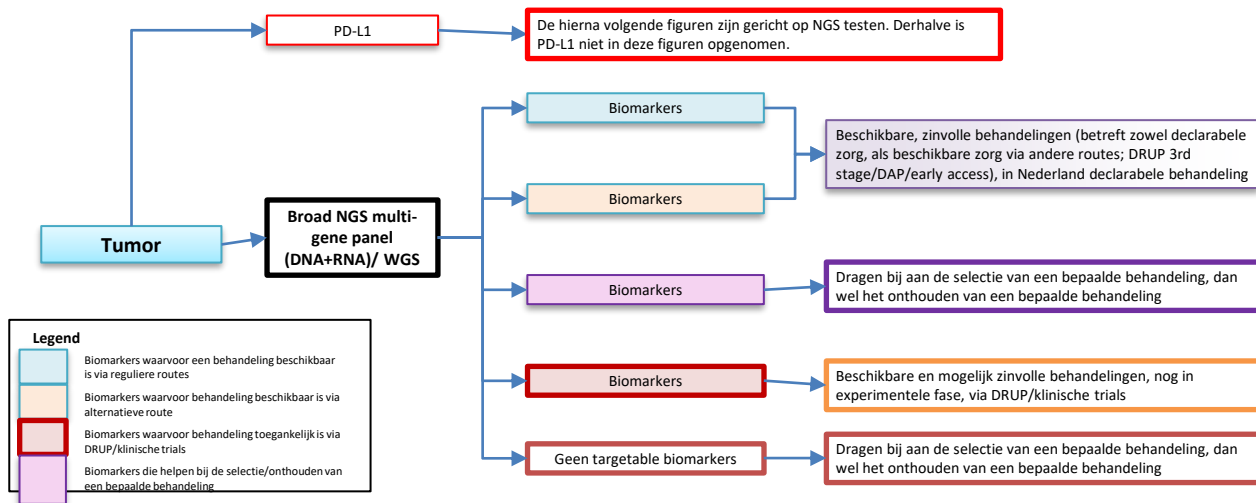 PD-L1
De hierna volgende figuren zijn gericht op NGS testen. Derhalve is
PD-L1 niet in deze figuren opgenomen.
Biomarkers
Beschikbare, zinvolle behandelingen (betreft zowel declarabele
zorg, als beschikbare zorg via andere routes; DRUP 3rd
stage/DAP/early access), in Nederland declarabele behandeling
Biomarkers
Tumor
Broad NGS multi-
gene panel
(DNA+RNA)/ WGS
Biomarkers
Dragen bij aan de selectie van een bepaalde behandeling, dan
wel het onthouden van een bepaalde behandeling
Biomarkers
Beschikbare en mogelijk zinvolle behandelingen, nog in
experimentele fase, via DRUP/klinische trials
Geen targetable biomarkers
Dragen bij aan de selectie van een bepaalde behandeling, dan
wel het onthouden van een bepaalde behandeling
Legend
Biomarkers waarvoor een behandeling beschikbaar
is via reguliere routes
Biomarkers waarvoor behandeling beschikbaar is via
alternatieve route
Biomarkers waarvoor behandeling toegankelijk is via
DRUP/klinische trials
Biomarkers die helpen bij de selectie/onthouden van
een bepaalde behandeling